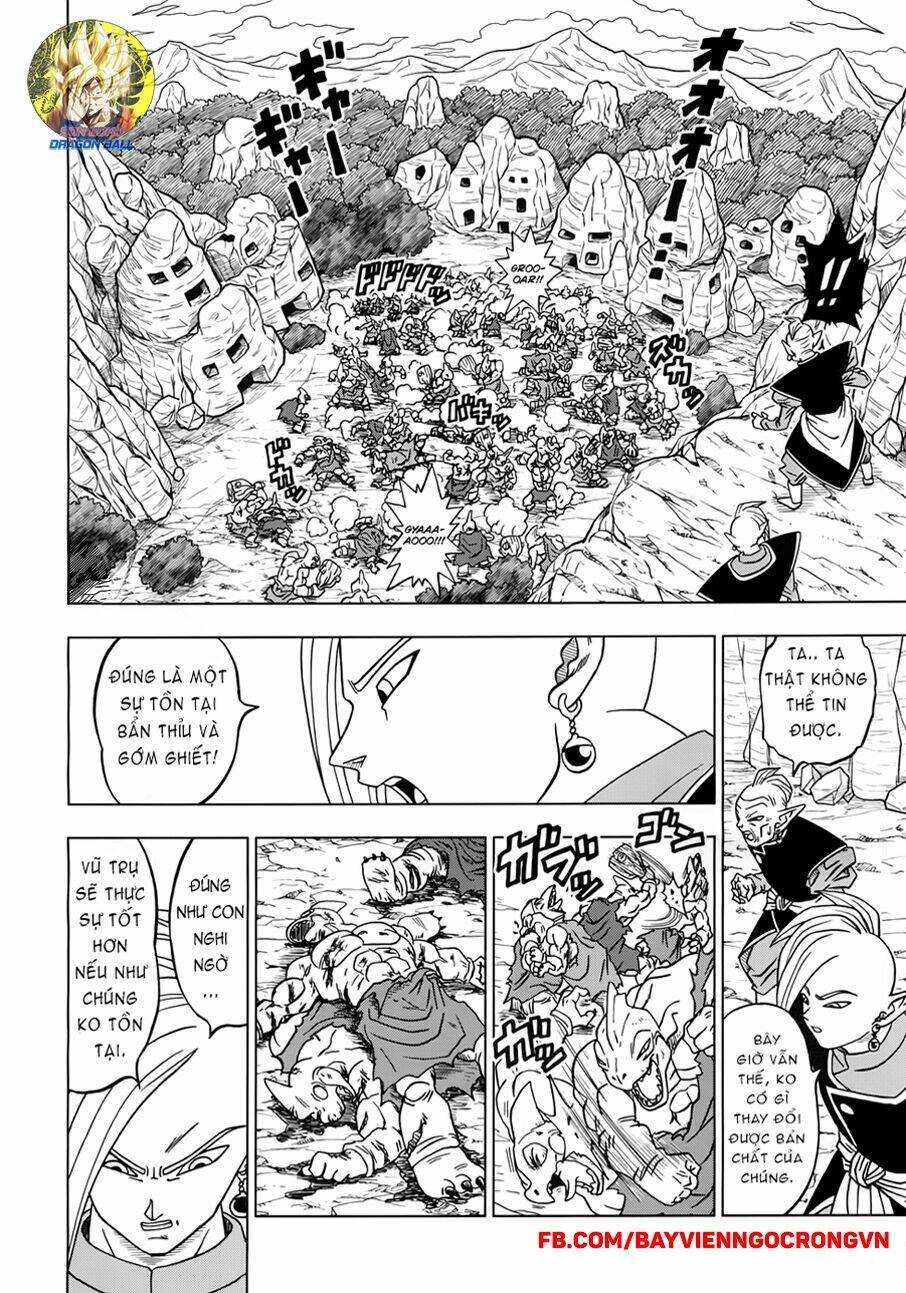 オオオオー・・・
ギャー
ギャー
!!
GROO-
OAR!!
ドドドドッ
ズカッ
バキッ
ドカッ
GYAAA-
AOOO!!!
SON GOKU
DRAGON BALL
TA.. TA
THẬT KHÔNG
THỂ TIN
ĐƯỢC.
ĐÚNG LÀ MỘT
SỰ TỒN TẠI
BẨN THỈU VÀ
GỚM GHIẾT!
BÂY
GIỜ VẪN
THẾ, KO
CÓ GÌ
THAY ĐỔI
ĐƯỢC BẢN
CHẤT CỦA
CHÚNG.
ゴンッ
ガブッ
ガッ
ĐÚNG
NHƯ CON
NGHI
NGỜ
...
VŨ TRỤ
SẼ THỰC
SỰ TỐT
HƠN
NẾU NHƯ
CHÚNG
KO TỒN
TẠI.
FB.COM/BAYVIENNGOCRONGVN